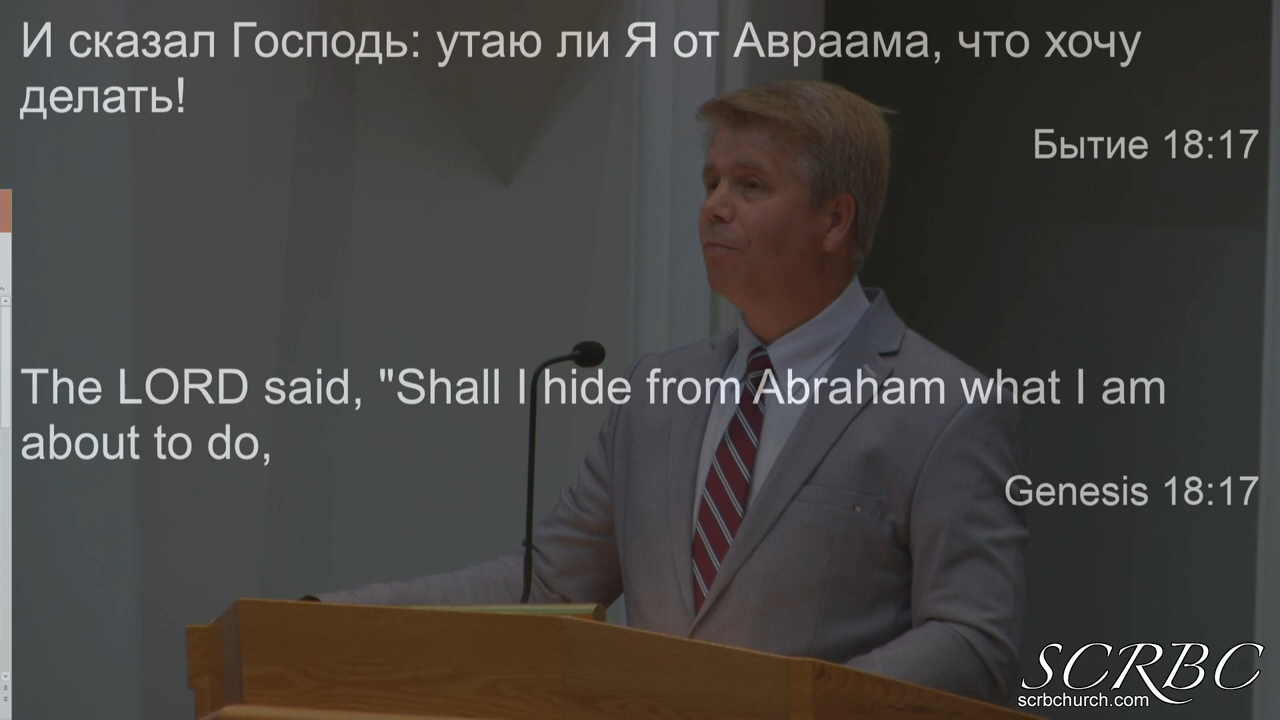 И сказал Господь: утаю ли Я от Авраама, что хочу
делать!
Бытие 18:17
The LORD said, "Shall I hide from Abraham what I am
about to do,
Genesis 18:17
SCRBC
scrbchurch.com